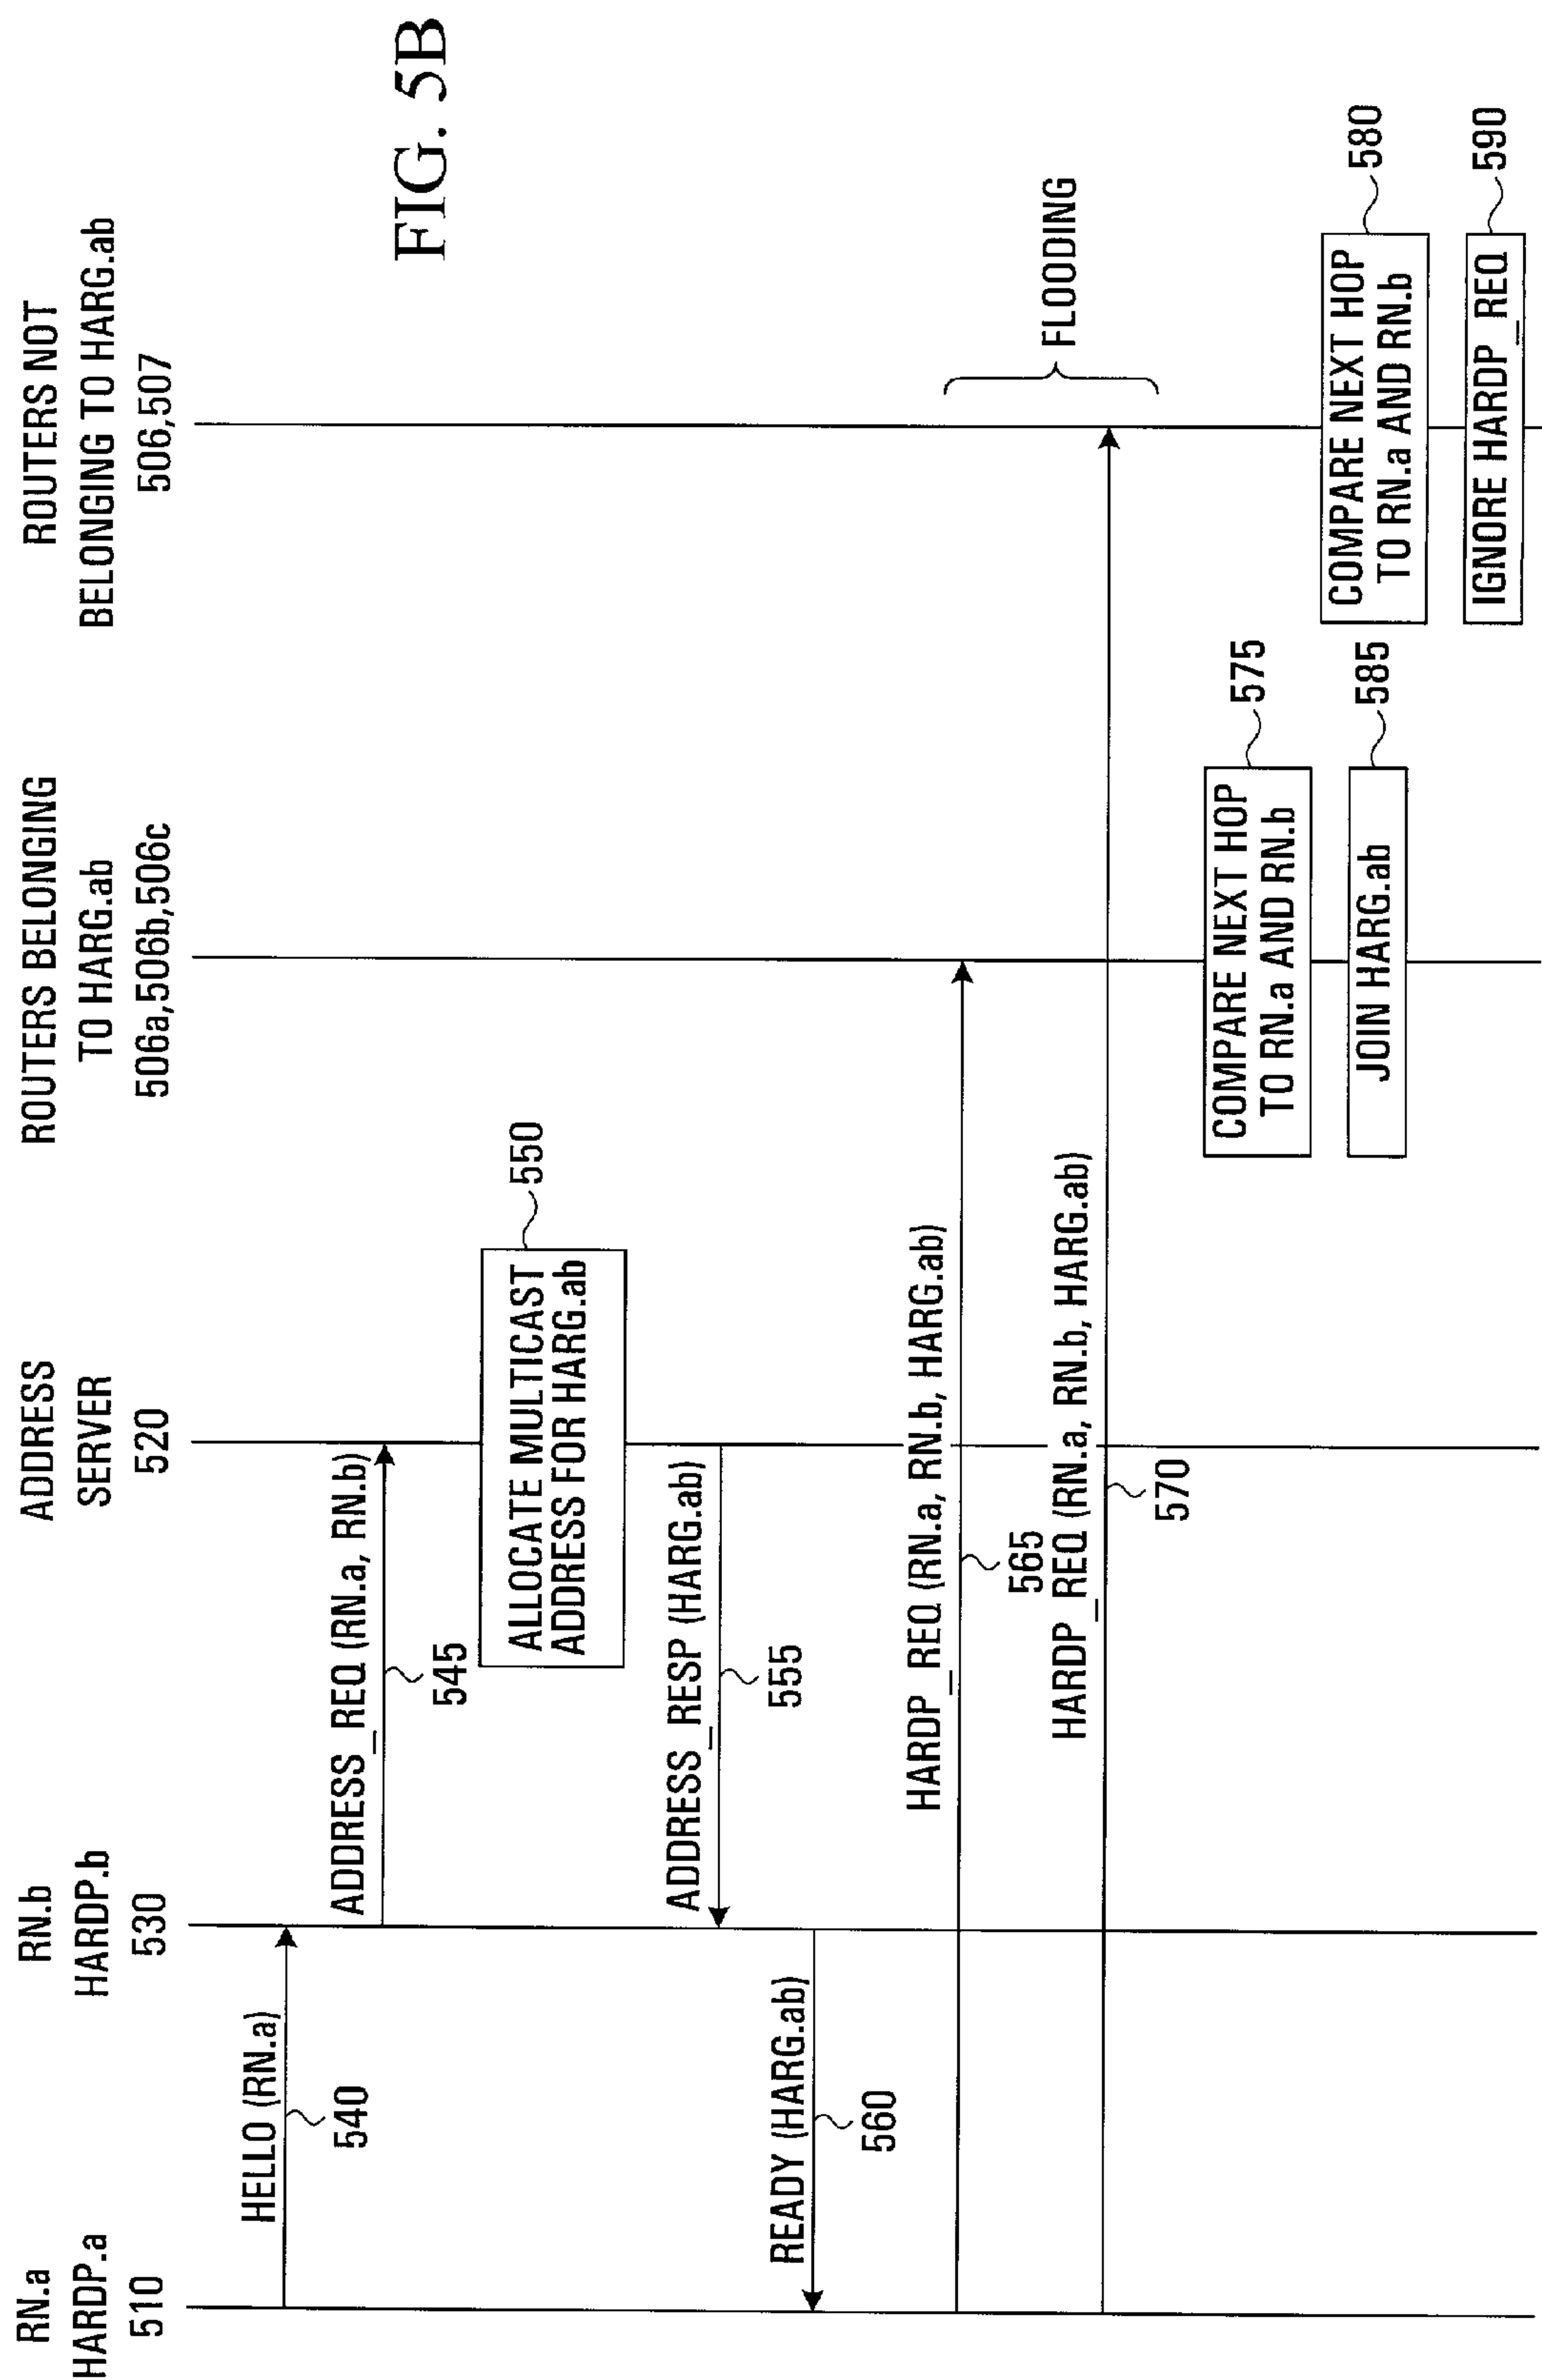 FIG. 5B
RN.a
HARDP.a
510
RN.b
HARDP.b
530
ADDRESS
SERVER
520
ROUTERS BELONGING
TO HARG.ab
506a,506b,506c
ROUTERS NOT
BELONGING TO HARG.ab
506,507
HELLO (RN.a)
540
ADDRESS_REQ (RN.a, RN.b)
545
ALLOCATE MULTICAST
ADDRESS FOR HARG.ab
550
ADDRESS_RESP (HARG.ab)
555
READY (HARG.ab)
560
HARDP_REQ (RN.a, RN.b, HARG.ab)
565
HARDP_REQ (RN.a, RN.b, HARG.ab)
570
FLOODING
COMPARE NEXT HOP
TO RN.a AND RN.b
575
COMPARE NEXT HOP
TO RN.a AND RN.b
580
JOIN HARG.ab
585
IGNORE HARDP_REQ
590